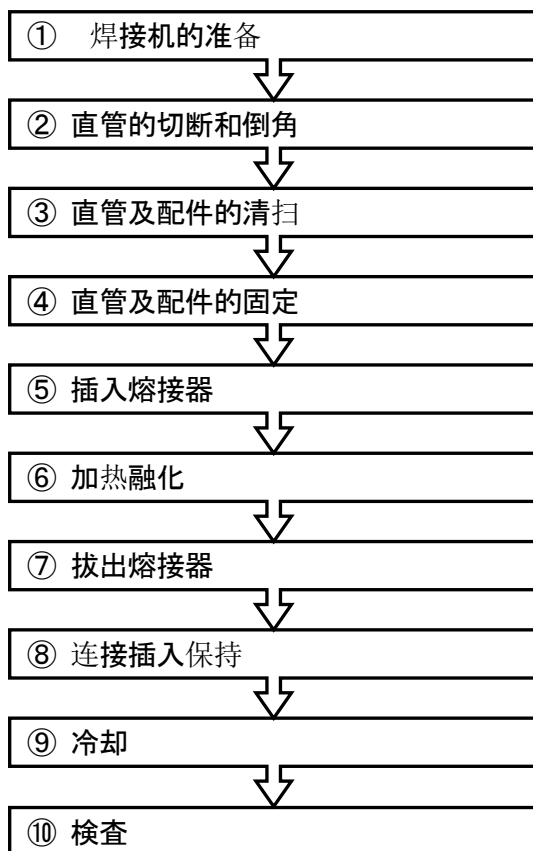 ① 焊接机的准备
② 直管的切断和倒角
③ 直管及配件的清扫
④ 直管及配件的固定
⑤ 插入熔接器
⑥ 加热融化
⑦ 拔出熔接器
⑧ 连接插入保持
⑨ 冷却
⑩ 検査